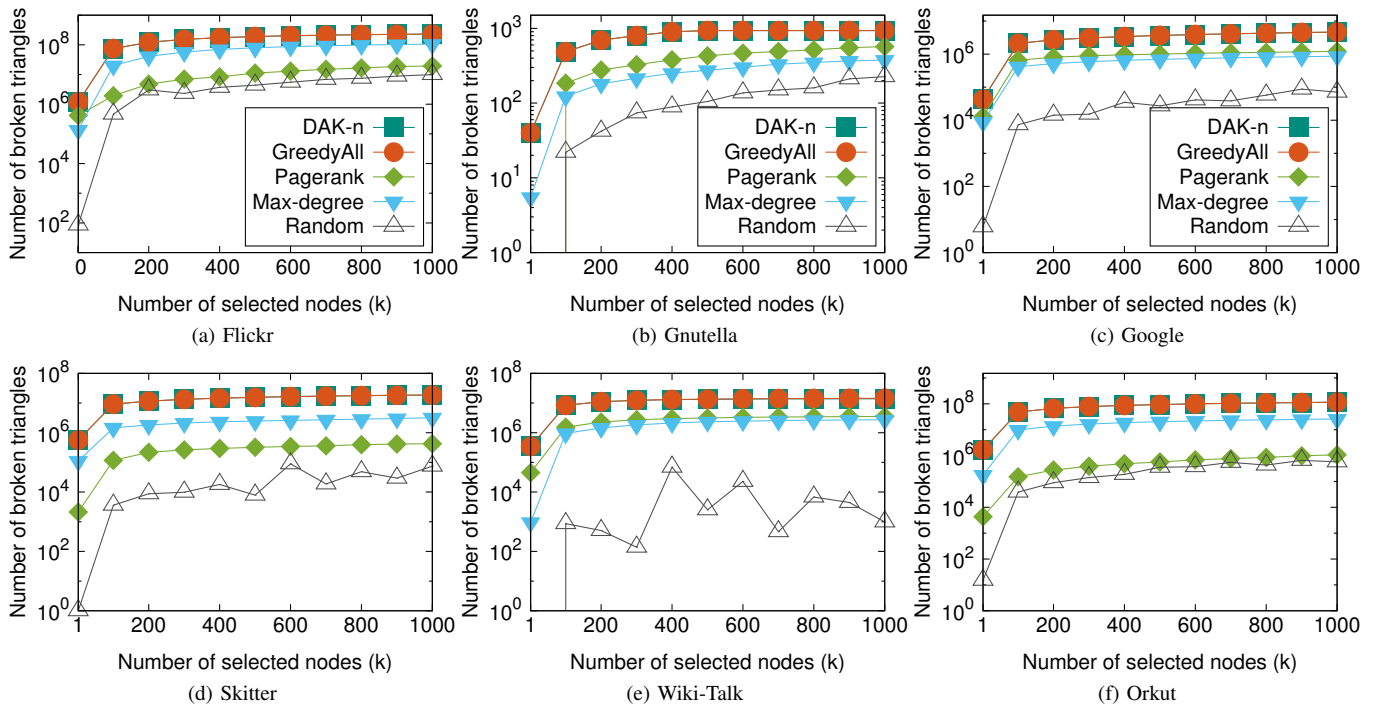 Number of broken triangles
10^8
10^6
10^4
10^2
0 200 400 600 800 1000
DAK-n
GreedyAll
Pagerank
Max-degree
Random
Number of selected nodes (k)
(a) Flickr
Number of broken triangles
10^3
10^2
10^1
10^0
1 200 400 600 800 1000
DAK-n
GreedyAll
Pagerank
Max-degree
Random
Number of selected nodes (k)
(b) Gnutella
Number of broken triangles
10^6
10^4
10^2
10^0
1 200 400 600 800 1000
DAK-n
GreedyAll
Pagerank
Max-degree
Random
Number of selected nodes (k)
(c) Google
Number of broken triangles
10^8
10^6
10^4
10^2
10^0
1 200 400 600 800 1000
Number of selected nodes (k)
(d) Skitter
Number of broken triangles
10^8
10^6
10^4
10^2
10^0
1 200 400 600 800 1000
Number of selected nodes (k)
(e) Wiki-Talk
Number of broken triangles
10^8
10^6
10^4
10^2
10^0
1 200 400 600 800 1000
Number of selected nodes (k)
(f) Orkut